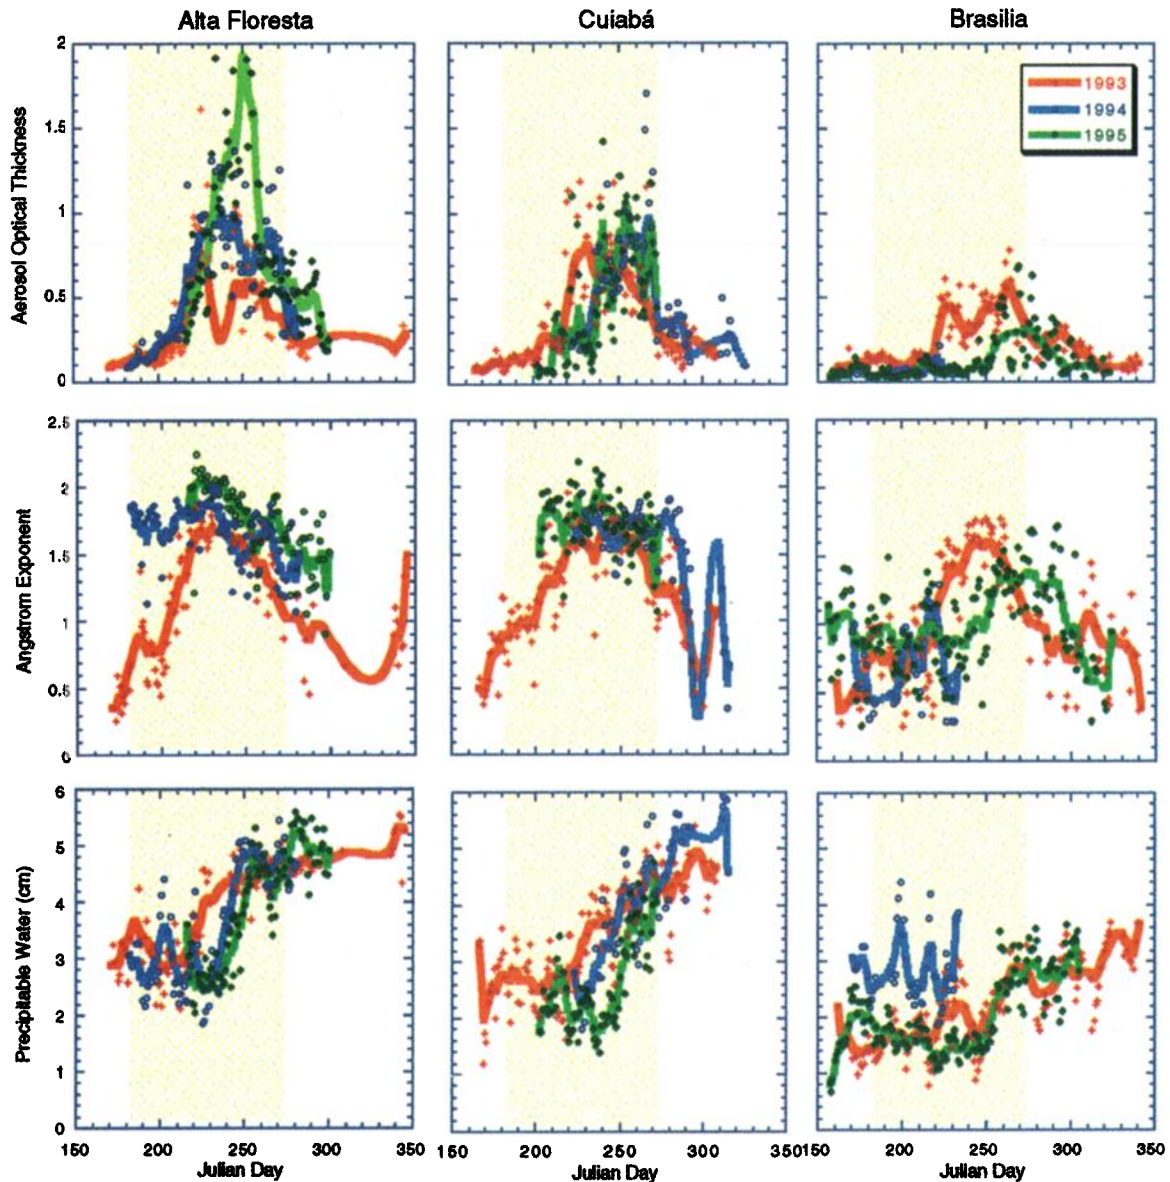 Alta Floresta
Cuiabá
Brasilia
Aerosol Optical Thickness
2
1.5
1
0.5
0
1993
1994
1995
Angstrom Exponent
2.5
2
1.5
1
0.5
0
Precipitable Water (cm)
6
5
4
3
2
1
0
150 200 250 300 350
Julian Day
200 250 300
Julian Day
150 200 250 300 350
Julian Day